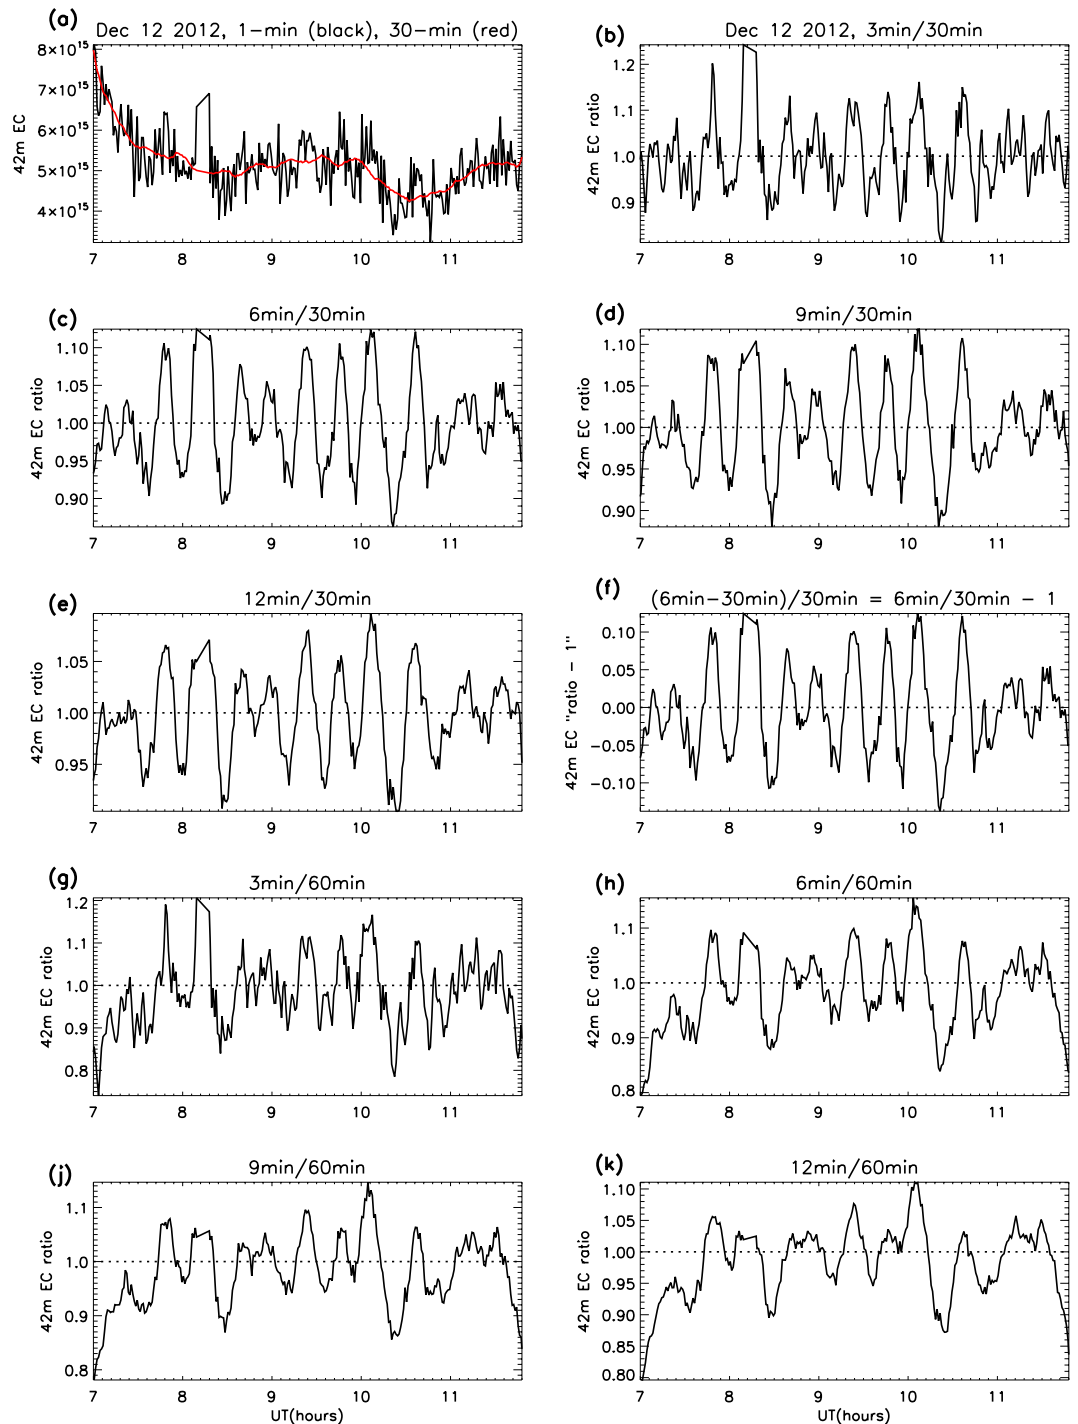 (a)
Dec 12 2012, 1−min (black), 30−min (red)
8×10¹⁵
7×10¹⁵
6×10¹⁵
5×10¹⁵
4×10¹⁵
42m EC
7 8 9 10 11
(b)
Dec 12 2012, 3min/30min
1.2
1.1
1.0
0.9
42m EC ratio
7 8 9 10 11
(c)
6min/30min
1.10
1.05
1.00
0.95
0.90
42m EC ratio
7 8 9 10 11
(d)
9min/30min
1.10
1.05
1.00
0.95
0.90
42m EC ratio
7 8 9 10 11
(e)
12min/30min
1.05
1.00
0.95
42m EC ratio
7 8 9 10 11
(f)
(6min−30min)/30min = 6min/30min − 1
0.10
0.05
0.00
−0.05
−0.10
42m EC "ratio − 1"
7 8 9 10 11
(g)
3min/60min
1.2
1.1
1.0
0.9
0.8
42m EC ratio
7 8 9 10 11
(h)
6min/60min
1.1
1.0
0.9
0.8
42m EC ratio
7 8 9 10 11
(j)
9min/60min
1.1
1.0
0.9
0.8
42m EC ratio
7 8 9 10 11
UT(hours)
(k)
12min/60min
1.10
1.05
1.00
0.95
0.90
0.85
0.80
42m EC ratio
7 8 9 10 11
UT(hours)